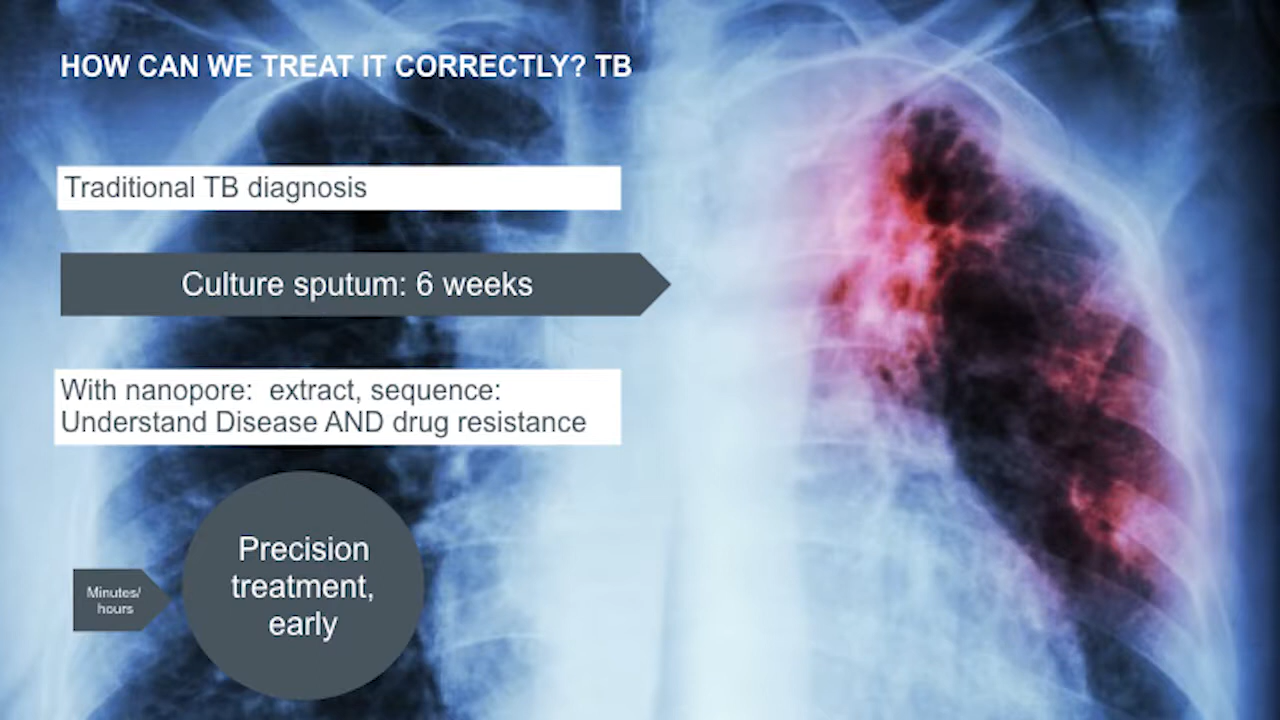 HOW CAN WE TREAT IT CORRECTLY? TB
Traditional TB diagnosis
Culture sputum: 6 weeks
With nanopore:  extract, sequence:
Understand Disease AND drug resistance
Precision
treatment,
early
Minutes/
hours